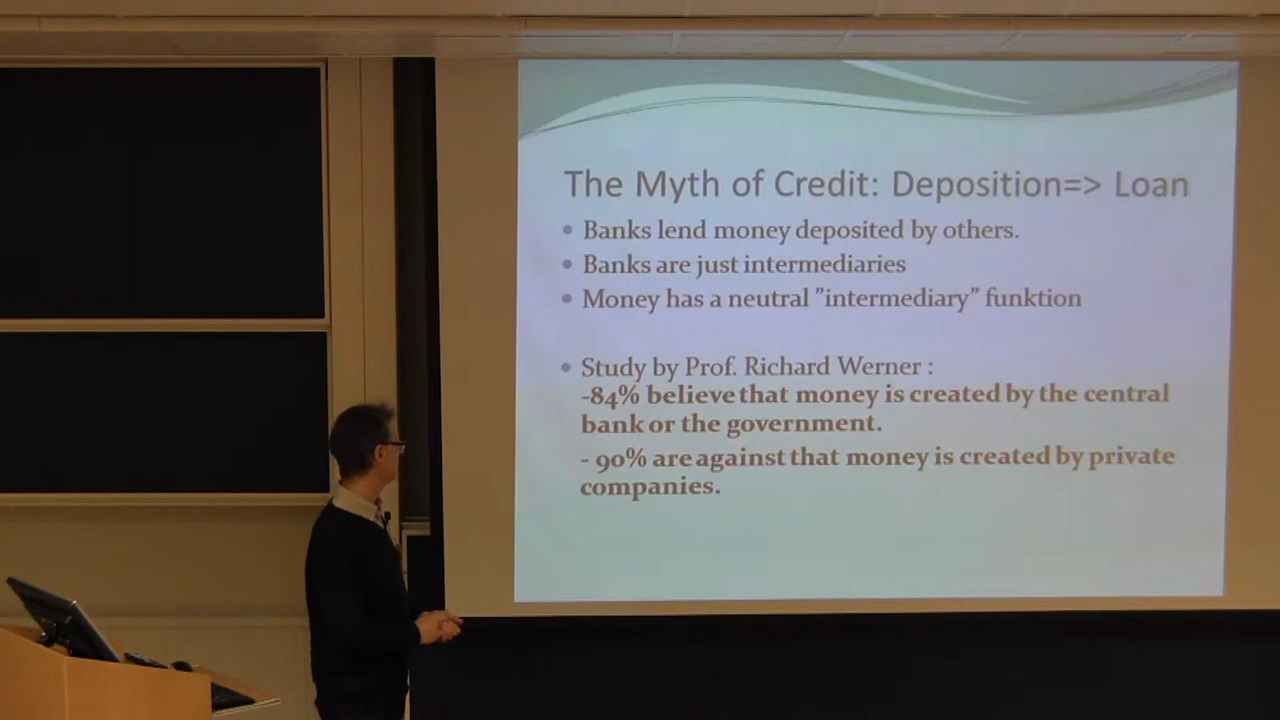 The Myth of Credit: Deposition=> Loan
• Banks lend money deposited by others.
• Banks are just intermediaries
• Money has a neutral ”intermediary” funktion
• Study by Prof. Richard Werner :
-84% believe that money is created by the central
bank or the government.
- 90% are against that money is created by private
companies.